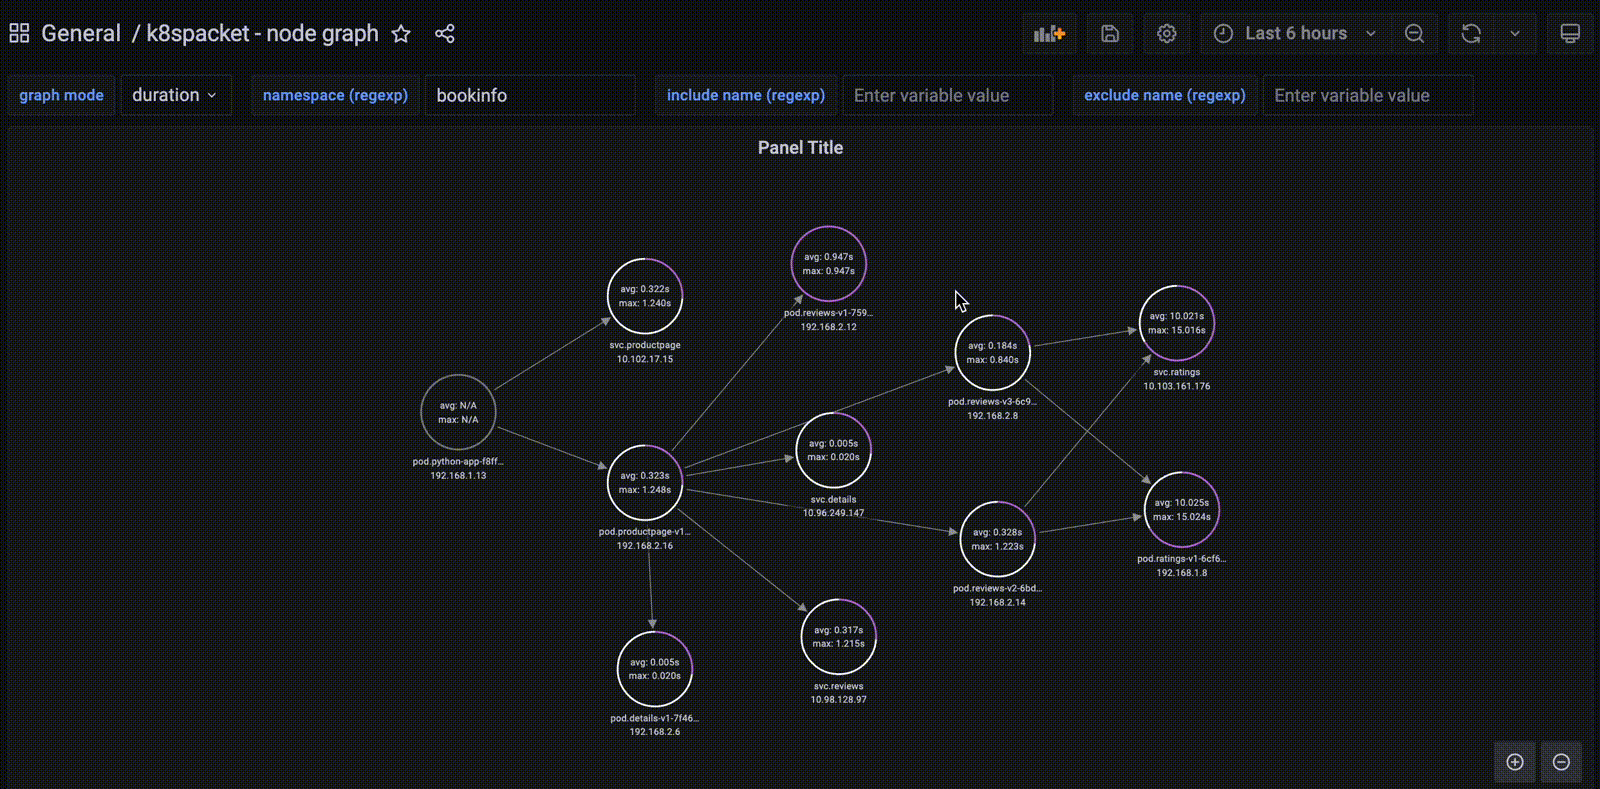 General / k8spacket - node graph
Last 6 hours
graph mode
duration
namespace (regexp)
bookinfo
include name (regexp)
Enter variable value
exclude name (regexp)
Enter variable value
Panel Title
avg: 0.947s
max: 0.947s
pod.reviews-v1-759...
192.168.2.12
avg: 0.322s
max: 1.240s
svc.productpage
10.102.17.15
avg: 10.021s
max: 15.016s
svc.ratings
10.103.161.176
avg: 0.184s
max: 0.840s
pod.reviews-v3-6c9...
192.168.2.8
avg: N/A
max: N/A
pod.python-app-f8ff...
192.168.1.13
avg: 0.005s
max: 0.020s
svc.details
10.96.249.147
avg: 0.323s
max: 1.248s
pod.productpage-v1...
192.168.2.16
avg: 10.025s
max: 15.024s
pod.ratings-v1-6cf6...
192.168.1.8
avg: 0.328s
max: 1.223s
pod.reviews-v2-6bd...
192.168.2.14
avg: 0.317s
max: 1.215s
svc.reviews
10.98.128.97
avg: 0.005s
max: 0.020s
pod.details-v1-7f46...
192.168.2.6